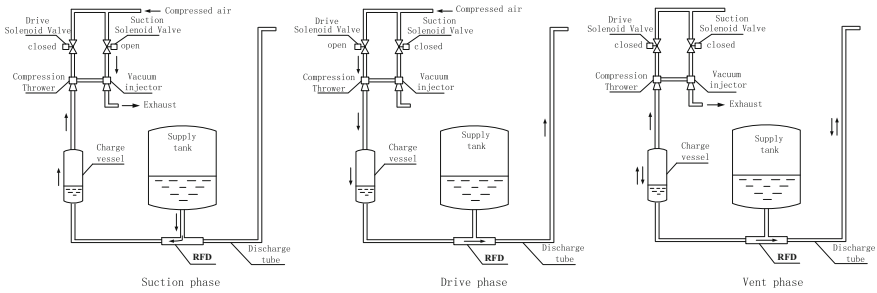 Compressed air
Drive
Solenoid Valve
closed
Suction
Solenoid Valve
open
Compression
Thrower
Vacuum
injector
Exhaust
Charge
vessel
Supply
tank
RFD
Discharge
tube
Suction phase
Compressed air
Drive
Solenoid Valve
open
Suction
Solenoid Valve
closed
Compression
Thrower
Vacuum
injector
Charge
vessel
Supply
tank
RFD
Discharge
tube
Drive phase
Drive
Solenoid Valve
closed
Suction
Solenoid Valve
closed
Compression
Thrower
Vacuum
injector
Exhaust
Charge
vessel
Supply
tank
RFD
Discharge
tube
Vent phase